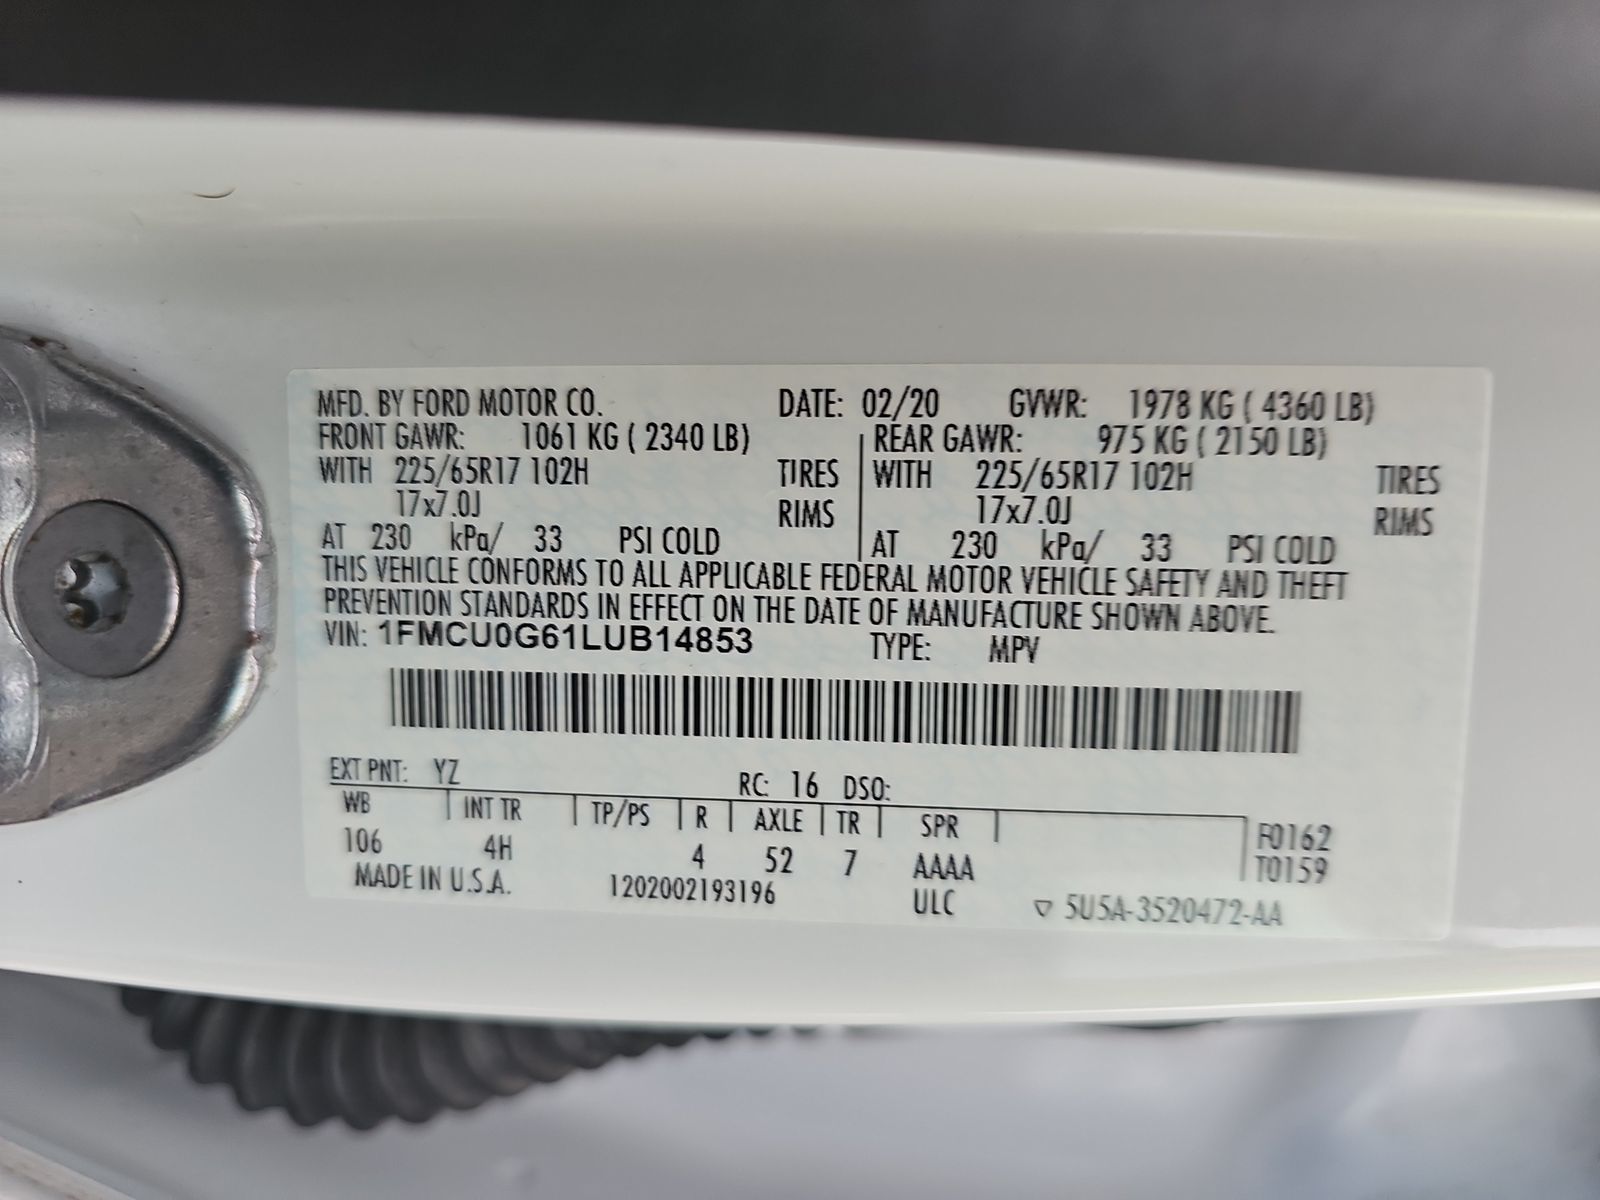 MFD. BY FORD MOTOR CO. DATE: 02/20 GVWR: 1978 KG ( 4360 LB)
FRONT GAWR: 1061 KG ( 2340 LB) REAR GAWR: 975 KG ( 2150 LB)
WITH 225/65R17 102H TIRES WITH 225/65R17 102H TIRES
17x7.0J RIMS 17x7.0J RIMS
AT 230 kPa/ 33 PSI COLD AT 230 kPa/ 33 PSI COLD
THIS VEHICLE CONFORMS TO ALL APPLICABLE FEDERAL MOTOR VEHICLE SAFETY AND THEFT
PREVENTION STANDARDS IN EFFECT ON THE DATE OF MANUFACTURE SHOWN ABOVE.
VIN: 1FMCU0G61LUB14853 TYPE: MPV
EXT PNT: YZ RC: 16 DSO:
WB INT TR TP/PS R AXLE TR SPR F0162
106 4H 4 52 7 AAAA T0159
MADE IN U.S.A. 1202002193196 ULC ▽ 5U5A-3520472-AA